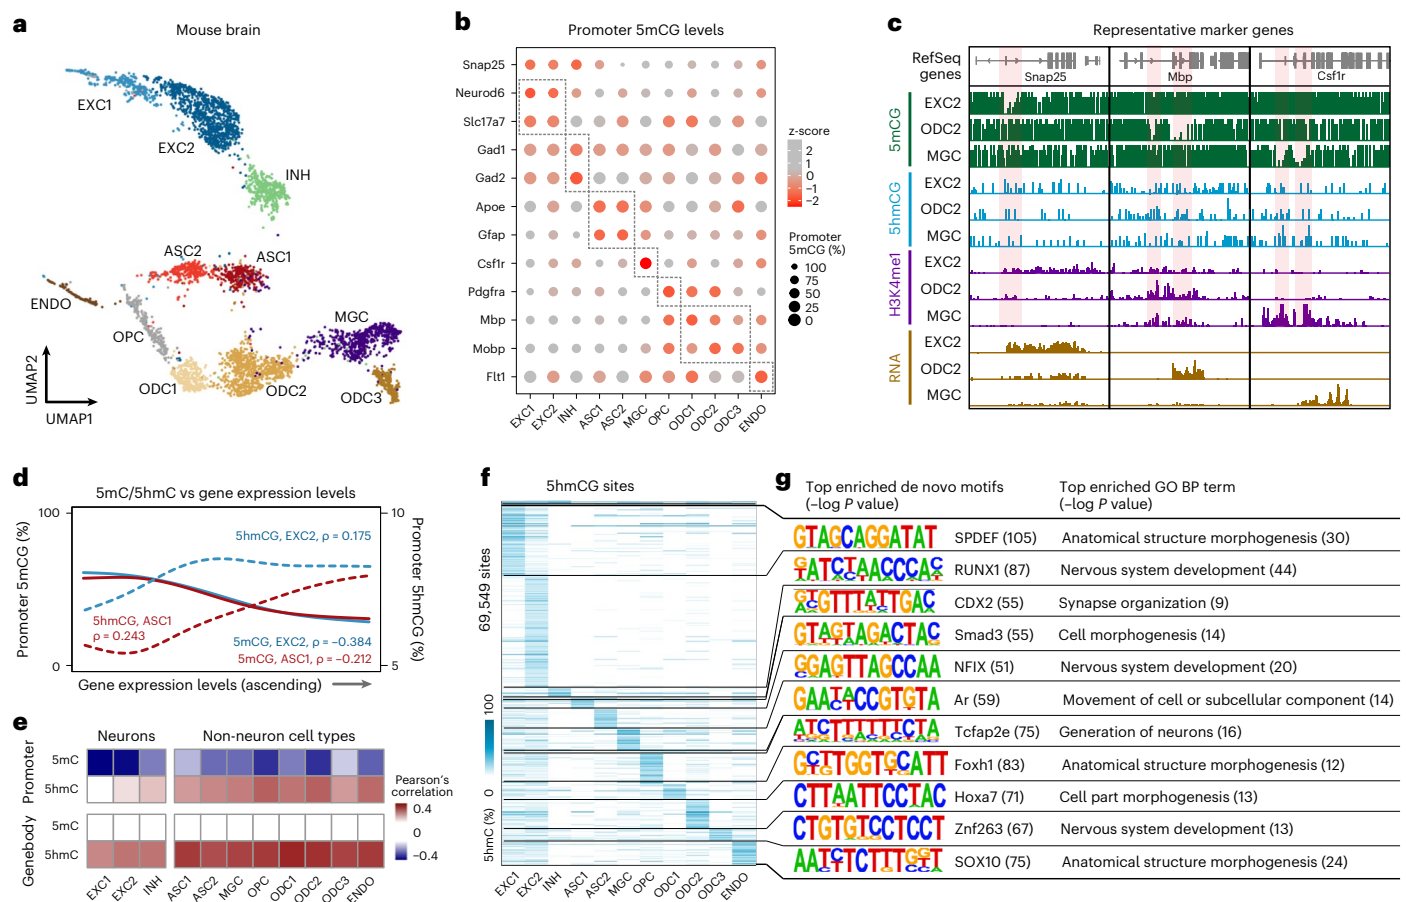 a
Mouse brain
EXC1
EXC2
INH
ASC2
ASC1
ENDO
OPC
MGC
ODC1
ODC2
ODC3
UMAP2
UMAP1
b
Promoter 5mCG levels
Snap25
Neurod6
Slc17a7
Gad1
Gad2
Apoe
Gfap
Csf1r
Pdgfra
Mbp
Mobp
Flt1
EXC1 EXC2 INH ASC1 ASC2 MGC OPC ODC1 ODC2 ODC3 ENDO
z-score
2
1
0
−1
−2
Promoter
5mCG (%)
100
75
50
25
0
c
Representative marker genes
RefSeq
genes
Snap25 Mbp Csf1r
5mCG
EXC2
ODC2
MGC
5hmCG
EXC2
ODC2
MGC
H3K4me1
EXC2
ODC2
MGC
RNA
EXC2
ODC2
MGC
d
5mC/5hmC vs gene expression levels
Promoter 5mCG (%)
100
0
10
5
Promoter 5hmCG (%)
5hmCG, EXC2, ρ = 0.175
5hmCG, ASC1
ρ = 0.243
5mCG, EXC2, ρ = −0.384
5mCG, ASC1, ρ = −0.212
Gene expression levels (ascending)
e
Neurons Non-neuron cell types
Promoter
5mC
5hmC
Genebody
5mC
5hmC
EXC1 EXC2 INH ASC1 ASC2 MGC OPC ODC1 ODC2 ODC3 ENDO
Pearson's
correlation
0.4
0
−0.4
f
5hmCG sites
69,549 sites
100
0
5hmC (%)
EXC1 EXC2 INH ASC1 ASC2 MGC OPC ODC1 ODC2 ODC3 ENDO
g
Top enriched de novo motifs
(–log P value)
Top enriched GO BP term
(–log P value)
GTAGCAGGATAT SPDEF (105) Anatomical structure morphogenesis (30)
TATCTAACCCAC RUNX1 (87) Nervous system development (44)
GTGTTTATTGAC CDX2 (55) Synapse organization (9)
GTAGTAGACTAC Smad3 (55) Cell morphogenesis (14)
GGAGTTAGCCAA NFIX (51) Nervous system development (20)
GAATCCGTGTA Ar (59) Movement of cell or subcellular component (14)
ATCTTTTTCTA Tcfap2e (75) Generation of neurons (16)
GCTTGGTGCATT Foxh1 (83) Anatomical structure morphogenesis (12)
CTTAATTCCTAC Hoxa7 (71) Cell part morphogenesis (13)
CTGTGTCCTCCT Znf263 (67) Nervous system development (13)
AATCTCTTTGGT SOX10 (75) Anatomical structure morphogenesis (24)